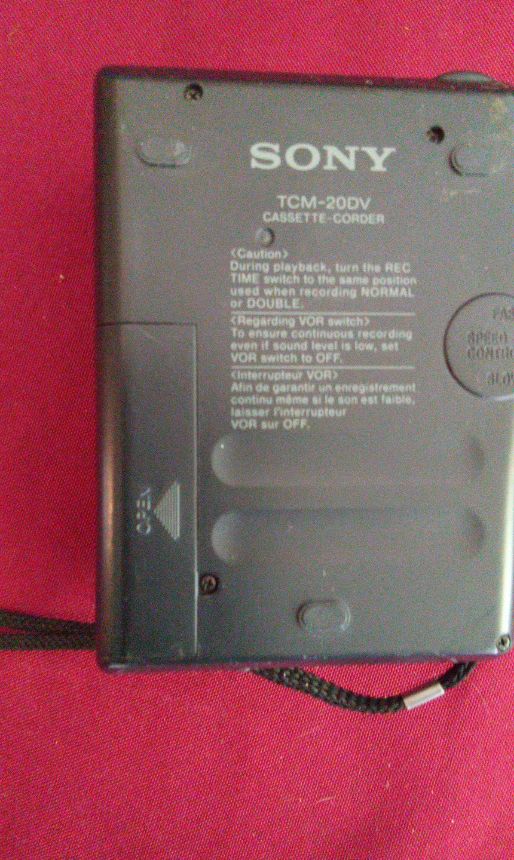 SONY
TCM-20DV
CASSETTE-CORDER
<Caution>
During playback, turn the REC
TIME switch to the same position
used when recording NORMAL
or DOUBLE.
<Regarding VOR switch>
To ensure continuous recording
even if sound level is low, set
VOR switch to OFF.
<Interrupteur VOR>
Afin de garantir un enregistrement
continu même si le son est faible,
laisser l'interrupteur
VOR sur OFF.
SPEED
OPEN